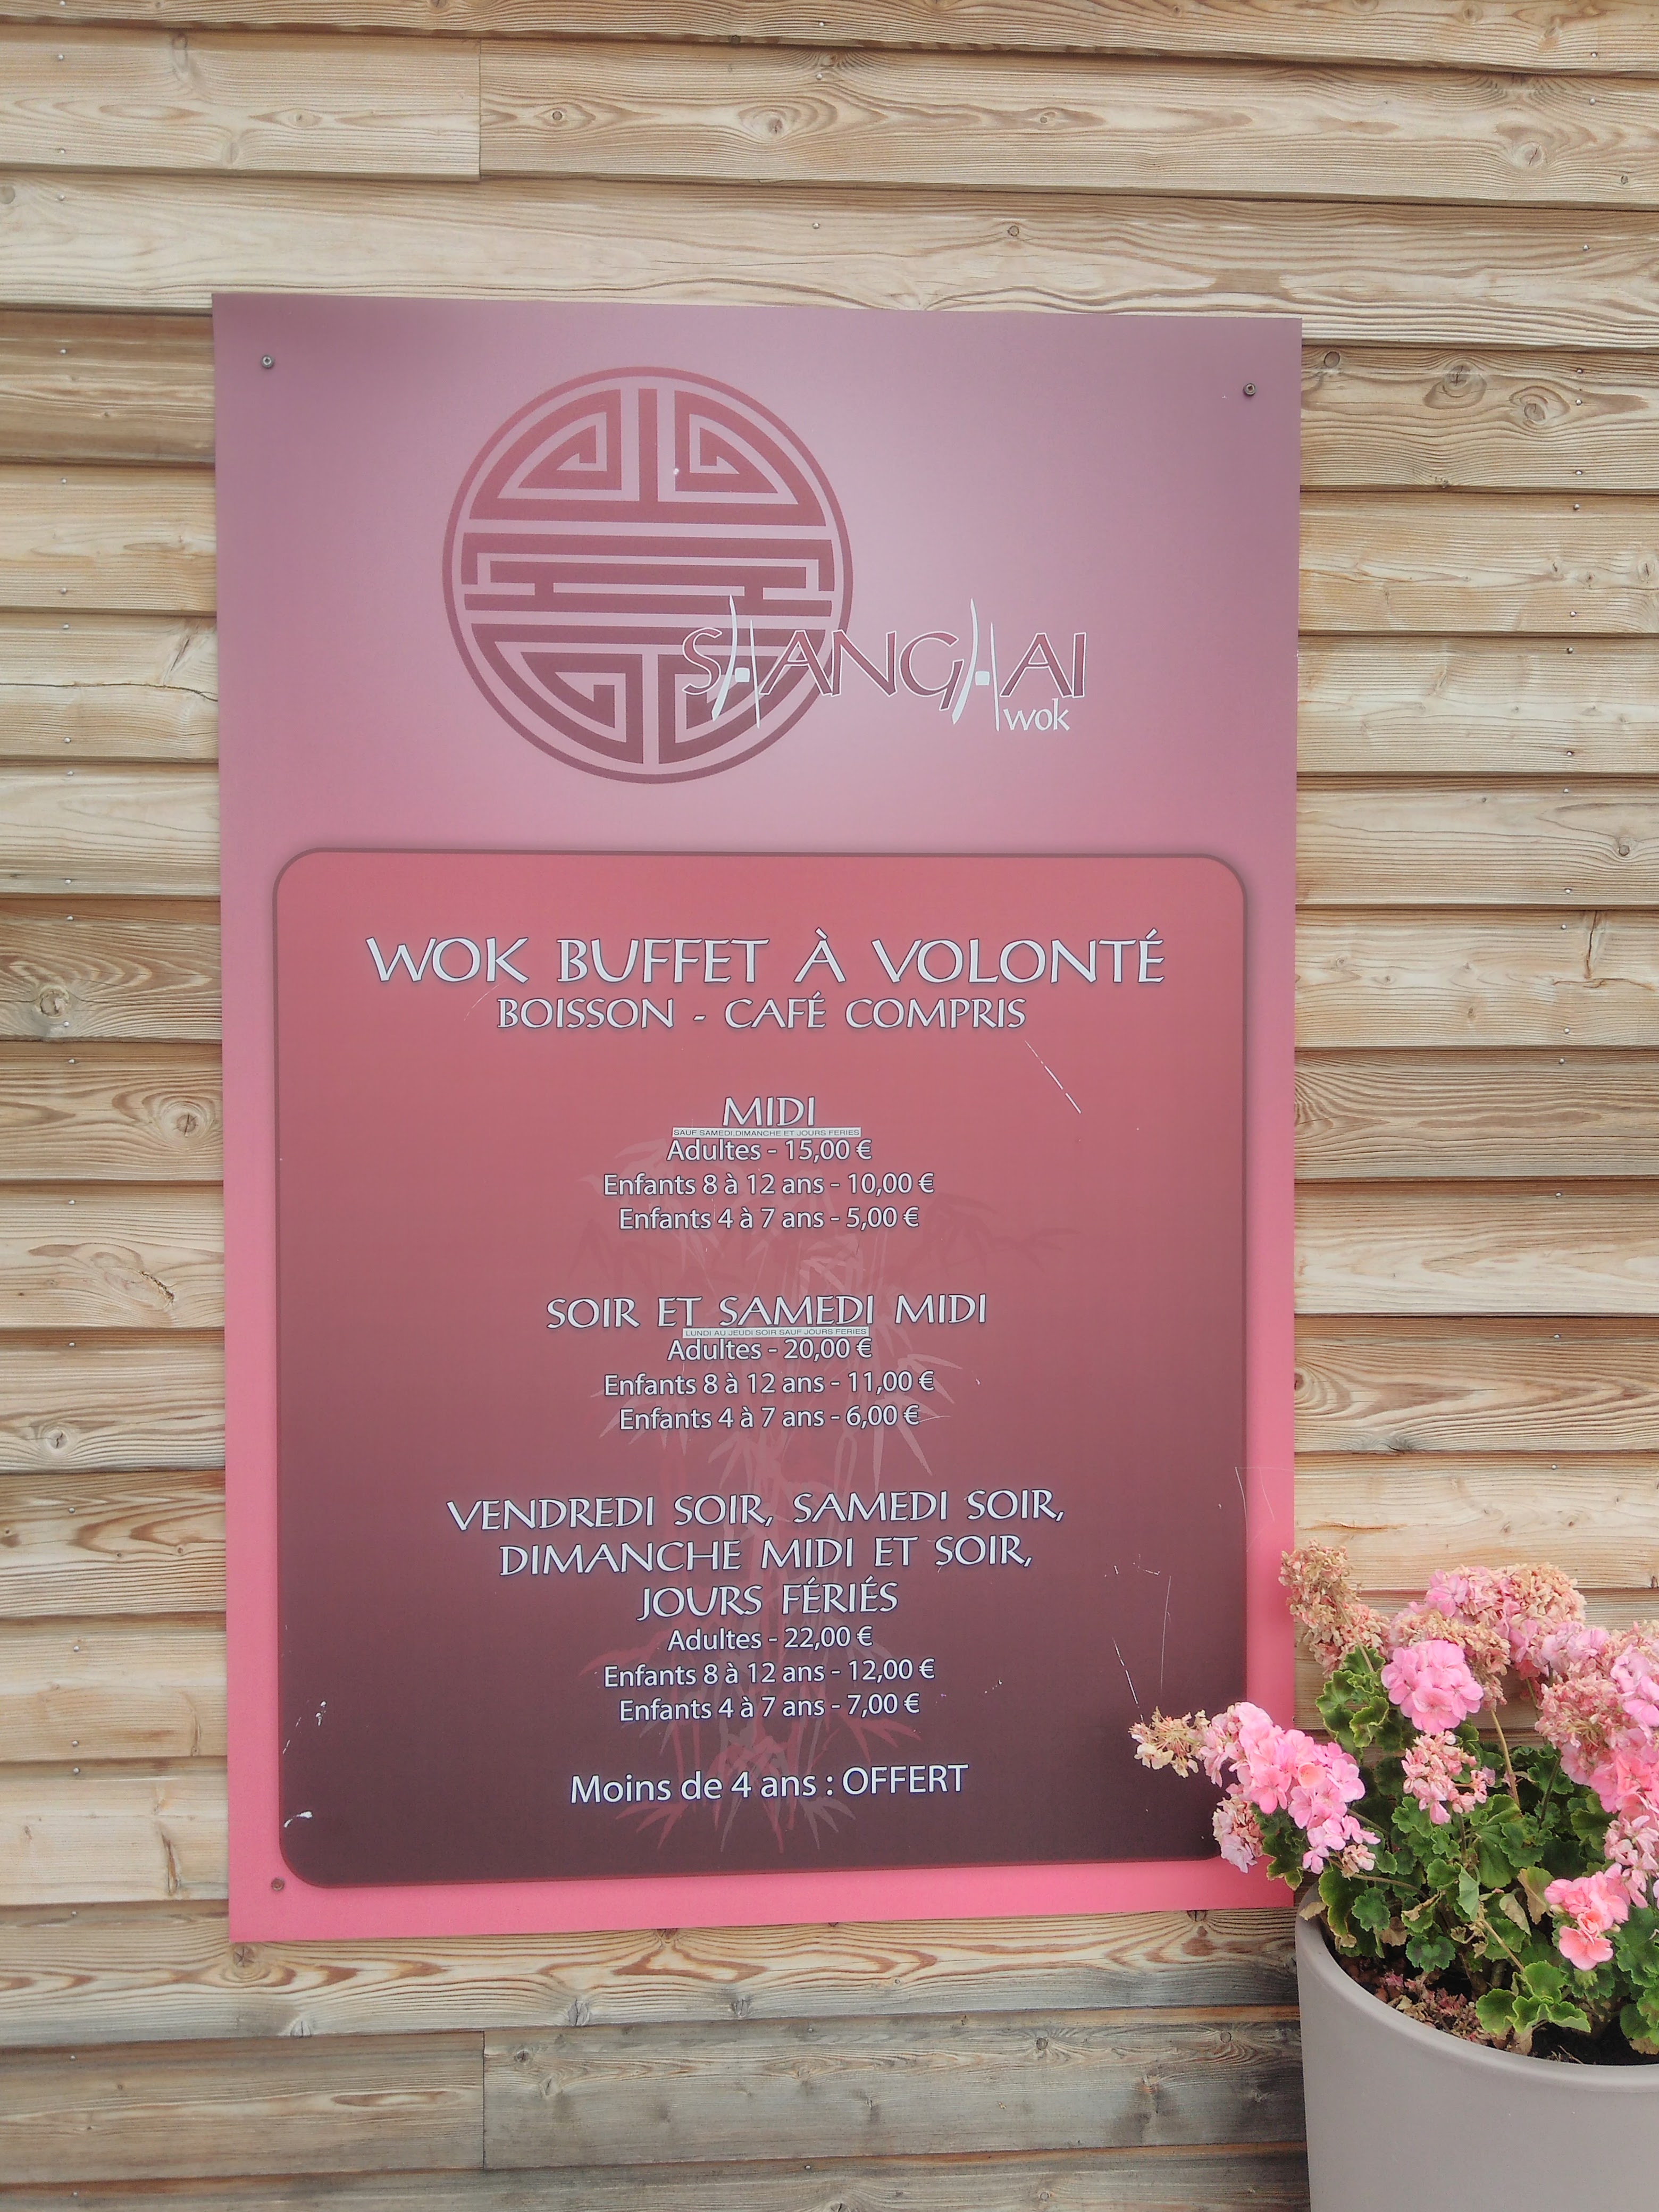 SHANGHAI
wok
WOK BUFFET À VOLONTÉ
BOISSON - CAFÉ COMPRIS
MIDI
SAUF SAMEDI,DIMANCHE ET JOURS FERIES
Adultes - 15,00 €
Enfants 8 à 12 ans - 10,00 €
Enfants 4 à 7 ans - 5,00 €
SOIR ET SAMEDI MIDI
LUNDI AU JEUDI SOIR SAUF JOURS FERIES
Adultes - 20,00 €
Enfants 8 à 12 ans - 11,00 €
Enfants 4 à 7 ans - 6,00 €
VENDREDI SOIR, SAMEDI SOIR,
DIMANCHE MIDI ET SOIR,
JOURS FÉRIÉS
Adultes - 22,00 €
Enfants 8 à 12 ans - 12,00 €
Enfants 4 à 7 ans - 7,00 €
Moins de 4 ans : OFFERT